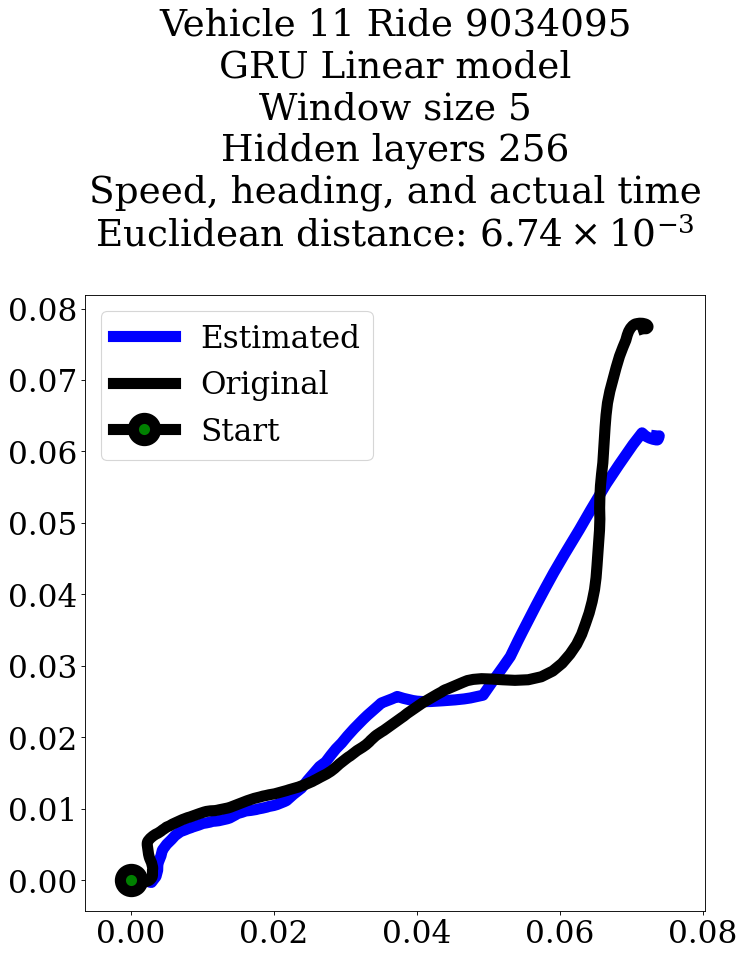 Vehicle 11 Ride 9034095
GRU Linear model
Window size 5
Hidden layers 256
Speed, heading, and actual time
Euclidean distance: 6.74 × 10⁻³
Estimated
Original
Start
0.08
0.07
0.06
0.05
0.04
0.03
0.02
0.01
0.00
0.00 0.02 0.04 0.06 0.08